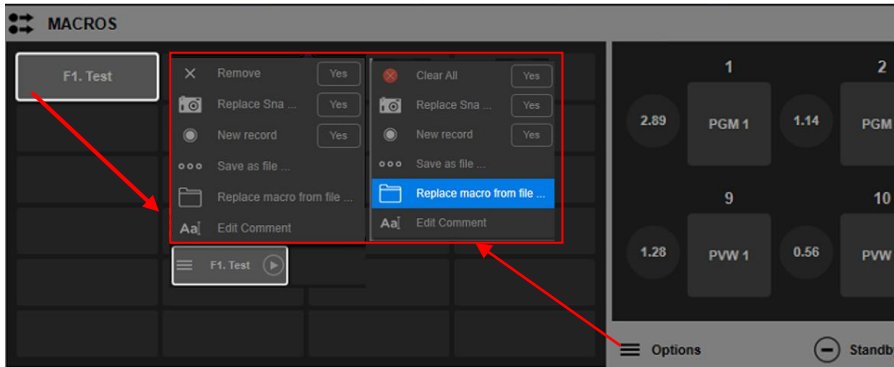 MACROS
F1. Test
Remove
Yes
Replace Sna ...
Yes
New record
Yes
Save as file ...
Replace macro from file ...
Edit Comment
F1. Test
Clear All
Yes
Replace Sna ...
Yes
New record
Yes
Save as file ...
Replace macro from file ...
Edit Comment
1
2
2.89
PGM 1
1.14
PGM
9
10
1.28
PVW 1
0.56
PVW
Options
Standb